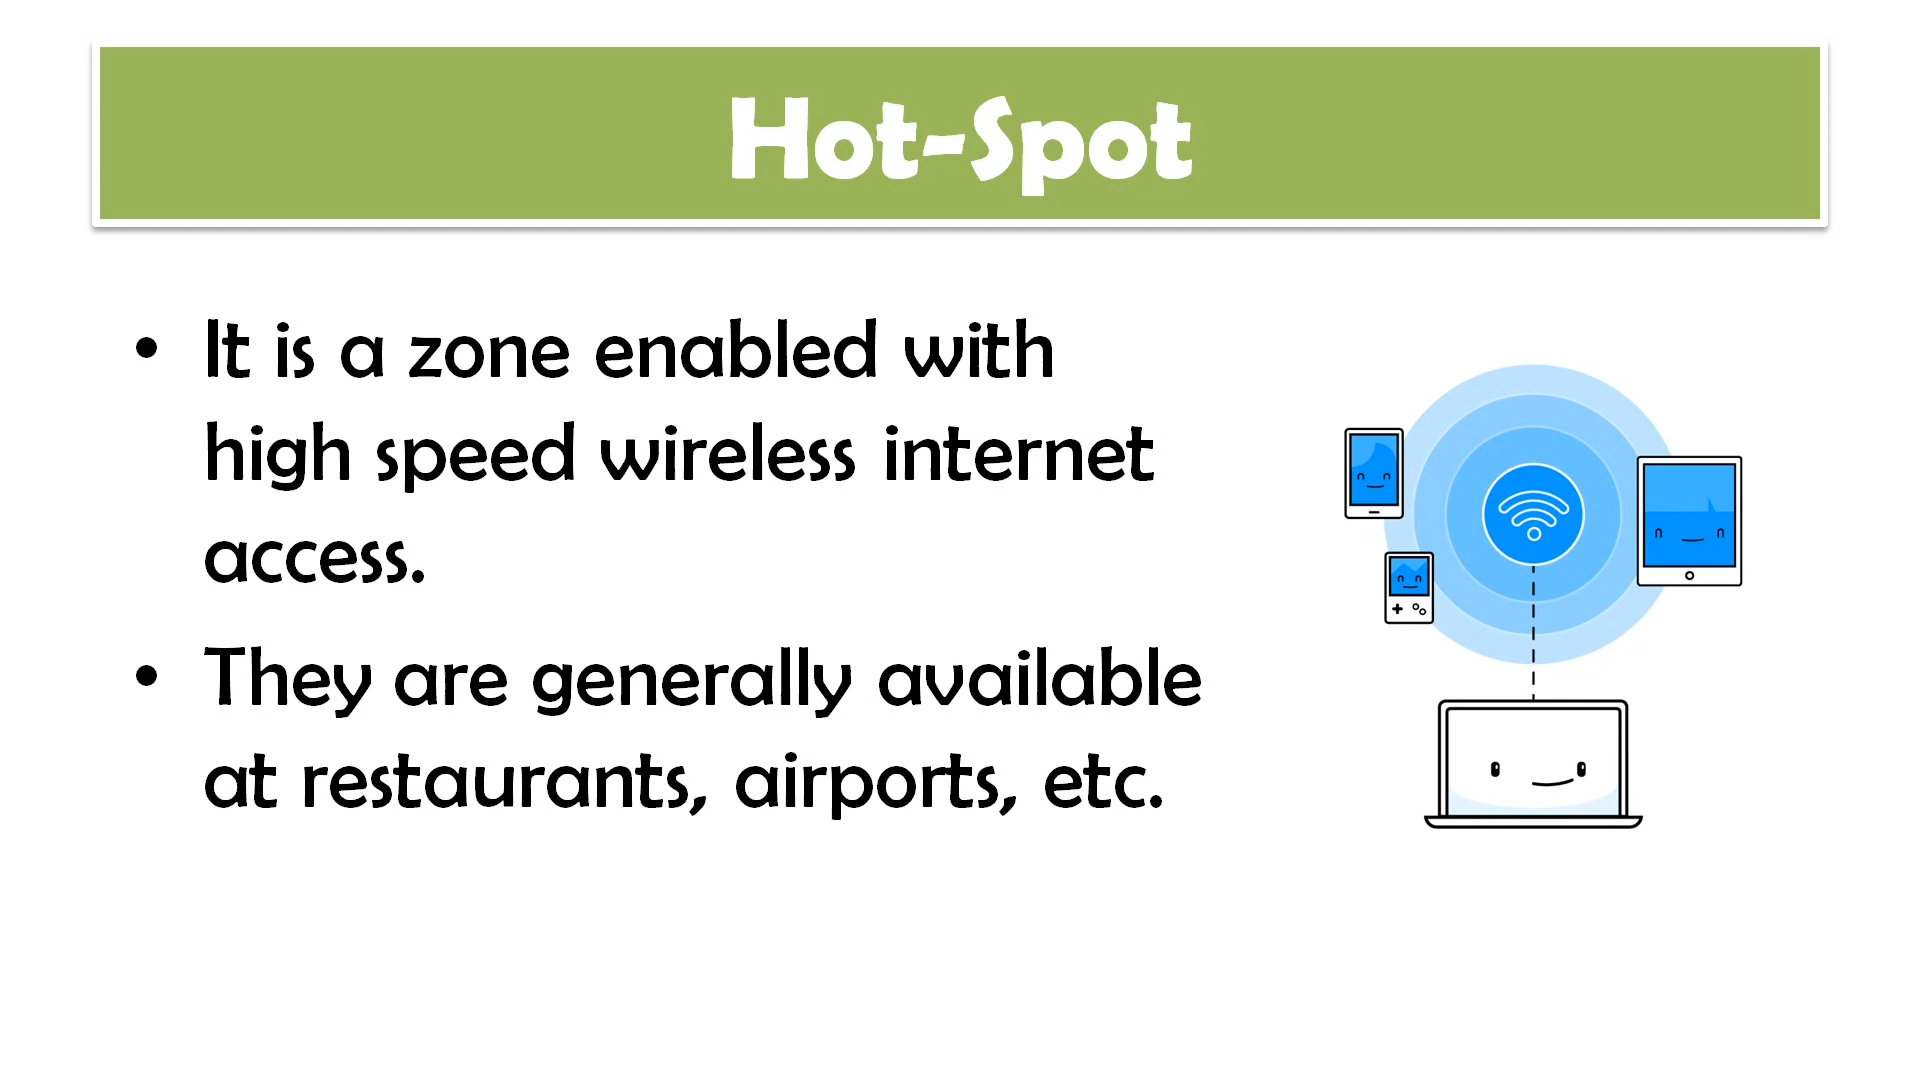 Hot-Spot
• It is a zone enabled with
high speed wireless internet
access.
• They are generally available
at restaurants, airports, etc.